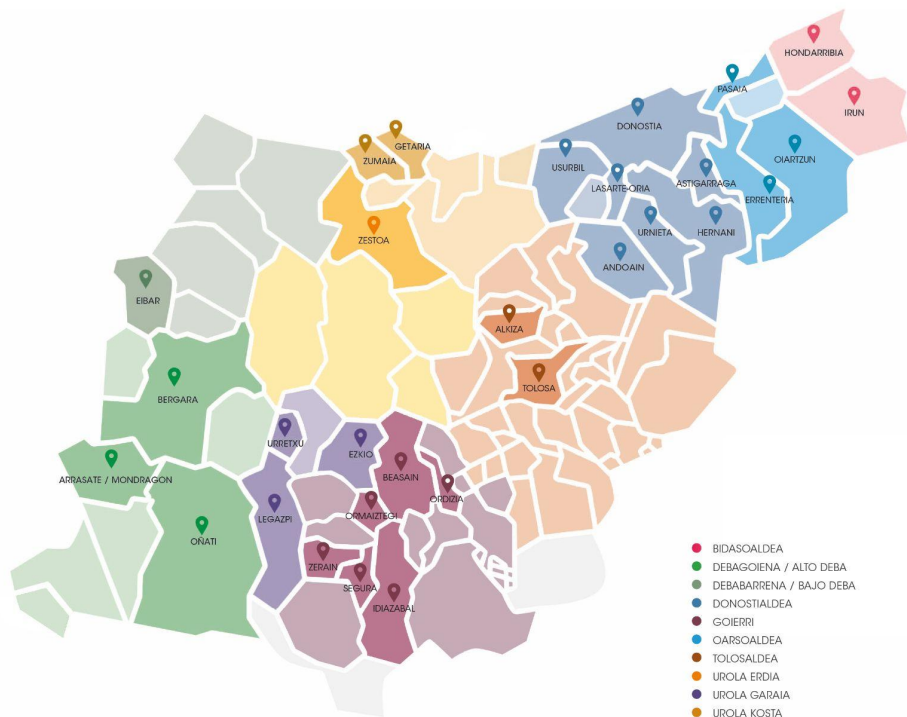 HONDARRIBIA
PASAIA
IRUN
DONOSTIA
GETARIA
ZUMAIA
OIARTZUN
USURBIL
LASARTE-ORIA
ASTIGARRAGA
ERRENTERIA
URNIETA
HERNANI
ZESTOA
ANDOAIN
EIBAR
ALKIZA
TOLOSA
BERGARA
URRETXU
EZKIO
BEASAIN
ARRASATE / MONDRAGON
ORDIZIA
LEGAZPI
ORMAIZTEGI
OÑATI
ZERAIN
SEGURA
IDIAZABAL
BIDASOALDEA
DEBAGOIENA / ALTO DEBA
DEBABARRENA / BAJO DEBA
DONOSTIALDEA
GOIERRI
OARSOALDEA
TOLOSALDEA
UROLA ERDIA
UROLA GARAIA
UROLA KOSTA